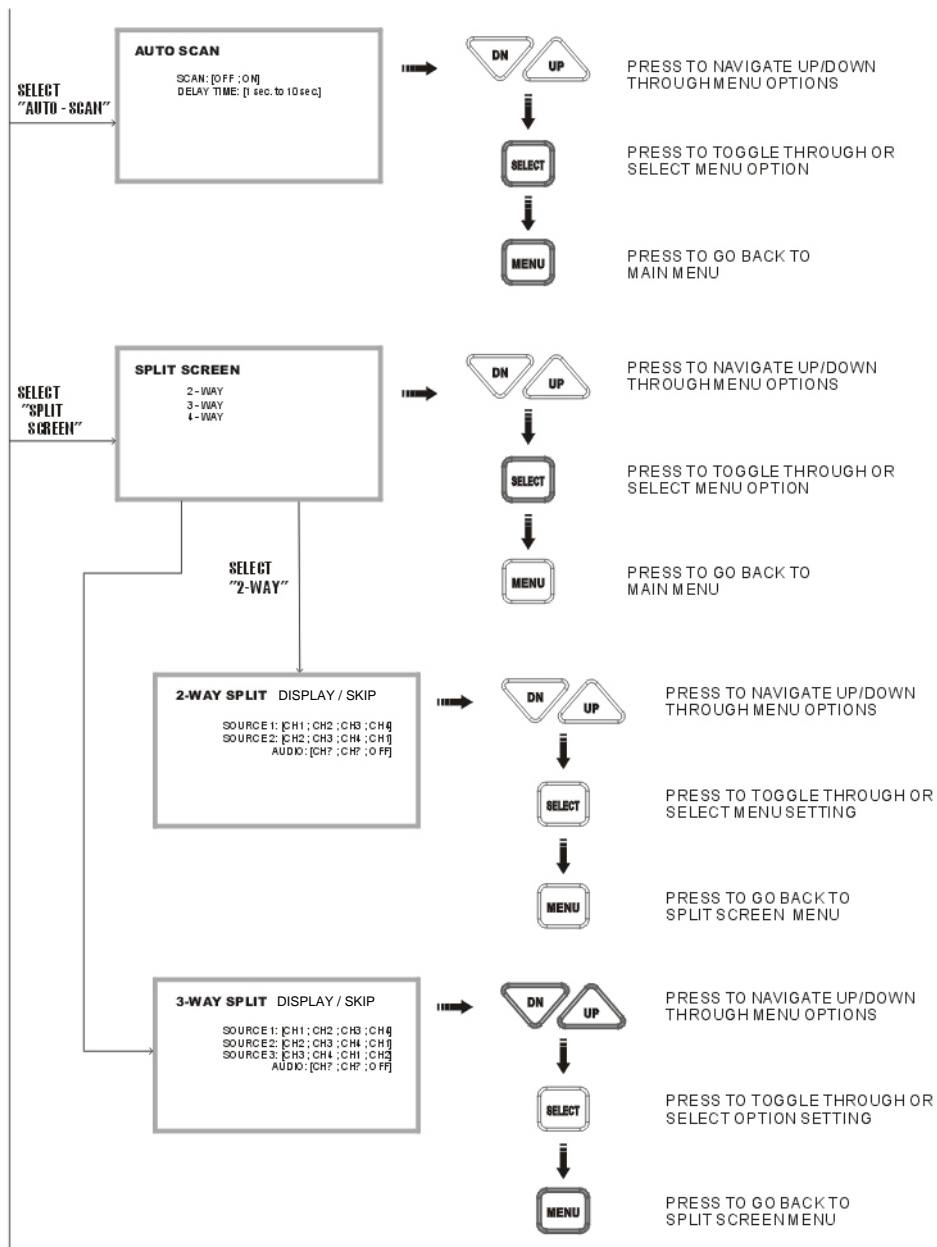 SELECT
"AUTO - SCAN"
AUTO SCAN
SCAN: [OFF ; ON]
DELAY TIME: [1 sec. to 10 sec.]
DN
UP
PRESS TO NAVIGATE UP/DOWN
THROUGH MENU OPTIONS
SELECT
PRESS TO TOGGLE THROUGH OR
SELECT MENU OPTION
MENU
PRESS TO GO BACK TO
MAIN MENU
SELECT
"SPLIT
SCREEN"
SPLIT SCREEN
2 - WAY
3 - WAY
4 - WAY
DN
UP
PRESS TO NAVIGATE UP/DOWN
THROUGH MENU OPTIONS
SELECT
PRESS TO TOGGLE THROUGH OR
SELECT MENU OPTION
MENU
PRESS TO GO BACK TO
MAIN MENU
SELECT
"2-WAY"
2-WAY SPLIT DISPLAY / SKIP
SOURCE 1: [CH1 ; CH2 ; CH3 ; CH4]
SOURCE 2: [CH2 ; CH3 ; CH4 ; CH1]
AUDIO: [CH? ; CH? ; OFF]
DN
UP
PRESS TO NAVIGATE UP/DOWN
THROUGH MENU OPTIONS
SELECT
PRESS TO TOGGLE THROUGH OR
SELECT MENU SETTING
MENU
PRESS TO GO BACK TO
SPLIT SCREEN MENU
3-WAY SPLIT DISPLAY / SKIP
SOURCE 1: [CH1 ; CH2 ; CH3 ; CH4]
SOURCE 2: [CH2 ; CH3 ; CH4 ; CH1]
SOURCE 3: [CH3 ; CH4 ; CH1 ; CH2]
AUDIO: [CH? ; CH? ; OFF]
DN
UP
PRESS TO NAVIGATE UP/DOWN
THROUGH MENU OPTIONS
SELECT
PRESS TO TOGGLE THROUGH OR
SELECT OPTION SETTING
MENU
PRESS TO GO BACK TO
SPLIT SCREEN MENU